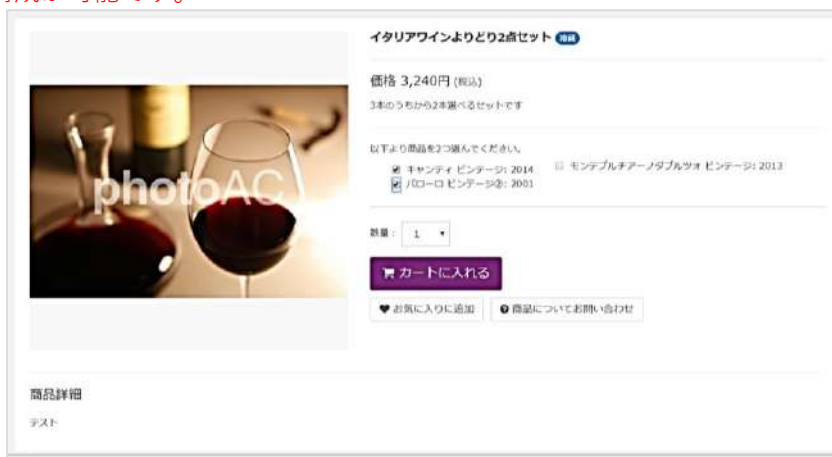 イタリアワインよりどり2点セット 冷蔵
価格 3,240円 (税込)
3本のうちから2本選べるセットです
以下より商品を2つ選んでください。
キャンティ ビンテージ: 2014
モンテプルチアーノダブルッツォ ビンテージ: 2013
バローロ ビンテージ②: 2001
photoAC
数量 : 1
カートに入れる
お気に入りに追加
商品についてお問い合わせ
商品詳細
テスト